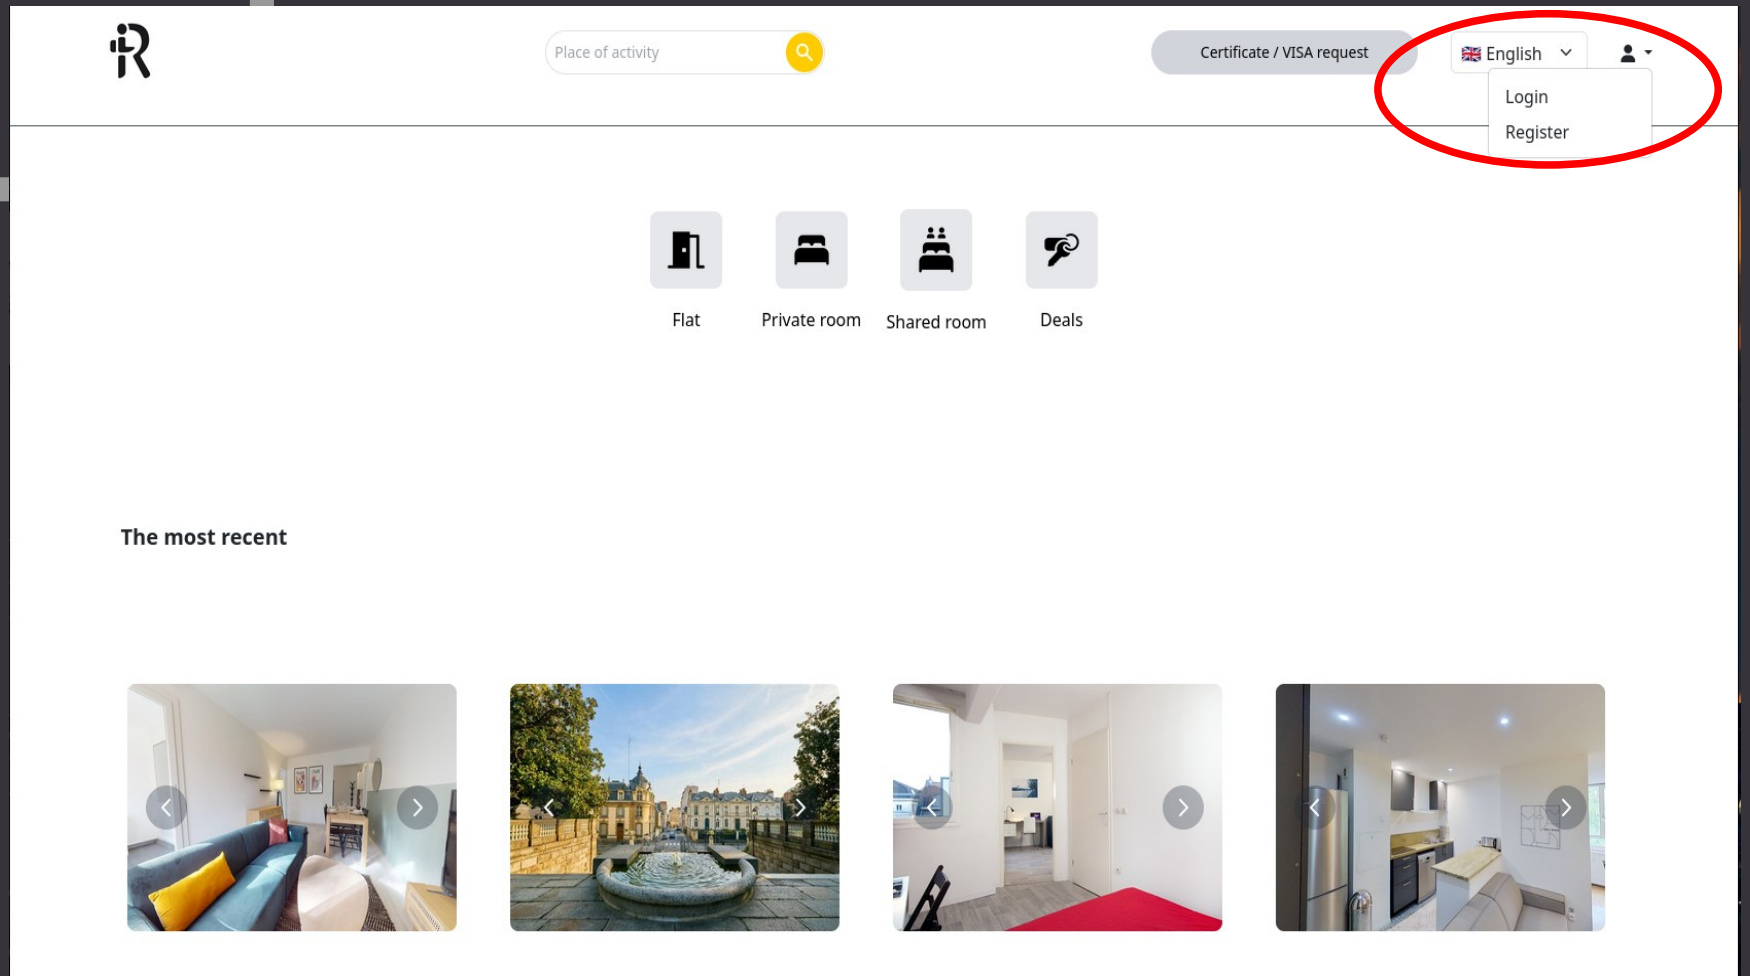 Place of activity
Certificate / VISA request
English
Login
Register
Flat
Private room
Shared room
Deals
The most recent